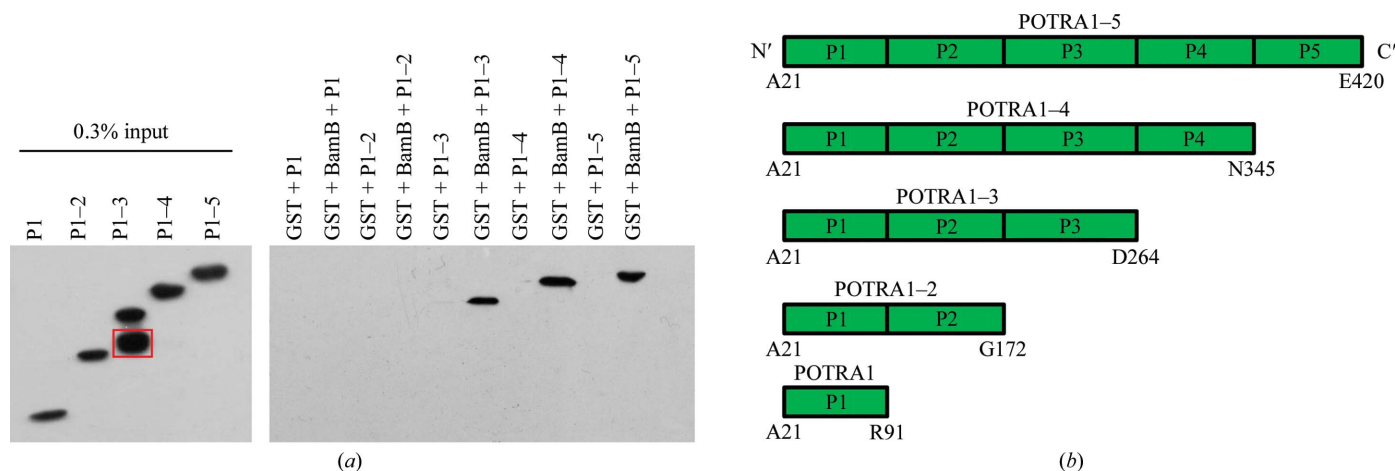 0.3% input
P1
P1–2
P1–3
P1–4
P1–5
GST + P1
GST + BamB + P1
GST + P1–2
GST + BamB + P1–2
GST + P1–3
GST + BamB + P1–3
GST + P1–4
GST + BamB + P1–4
GST + P1–5
GST + BamB + P1–5
(a)
POTRA1–5
N′ P1 P2 P3 P4 P5 C′
A21 E420
POTRA1–4
P1 P2 P3 P4
A21 N345
POTRA1–3
P1 P2 P3
A21 D264
POTRA1–2
P1 P2
A21 G172
POTRA1
P1
A21 R91
(b)